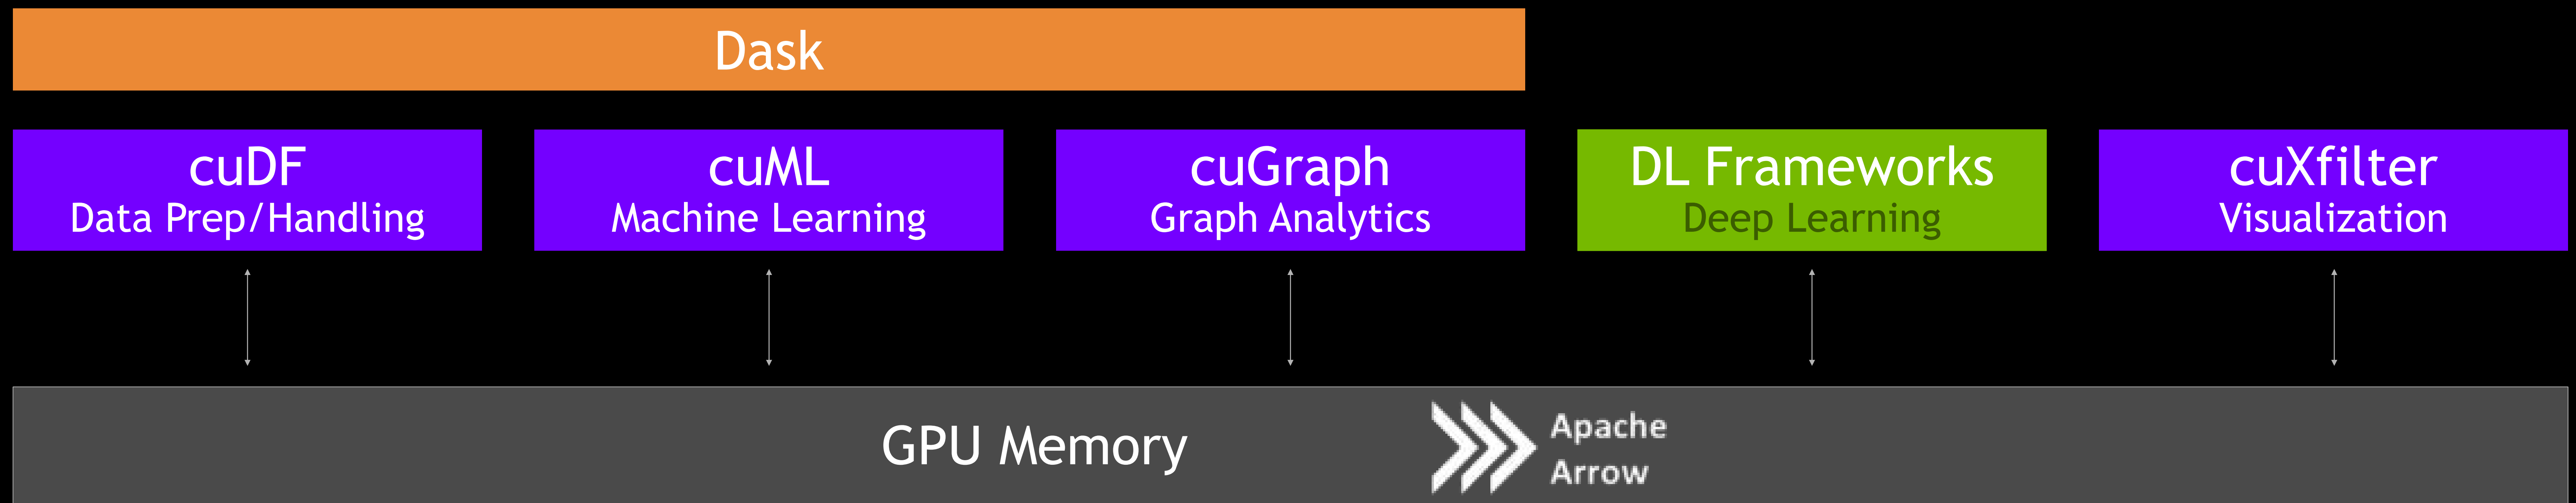 Dask
cuDF
Data Prep/Handling
cuML
Machine Learning
cuGraph
Graph Analytics
DL Frameworks
Deep Learning
cuXfilter
Visualization
GPU Memory
Apache
Arrow